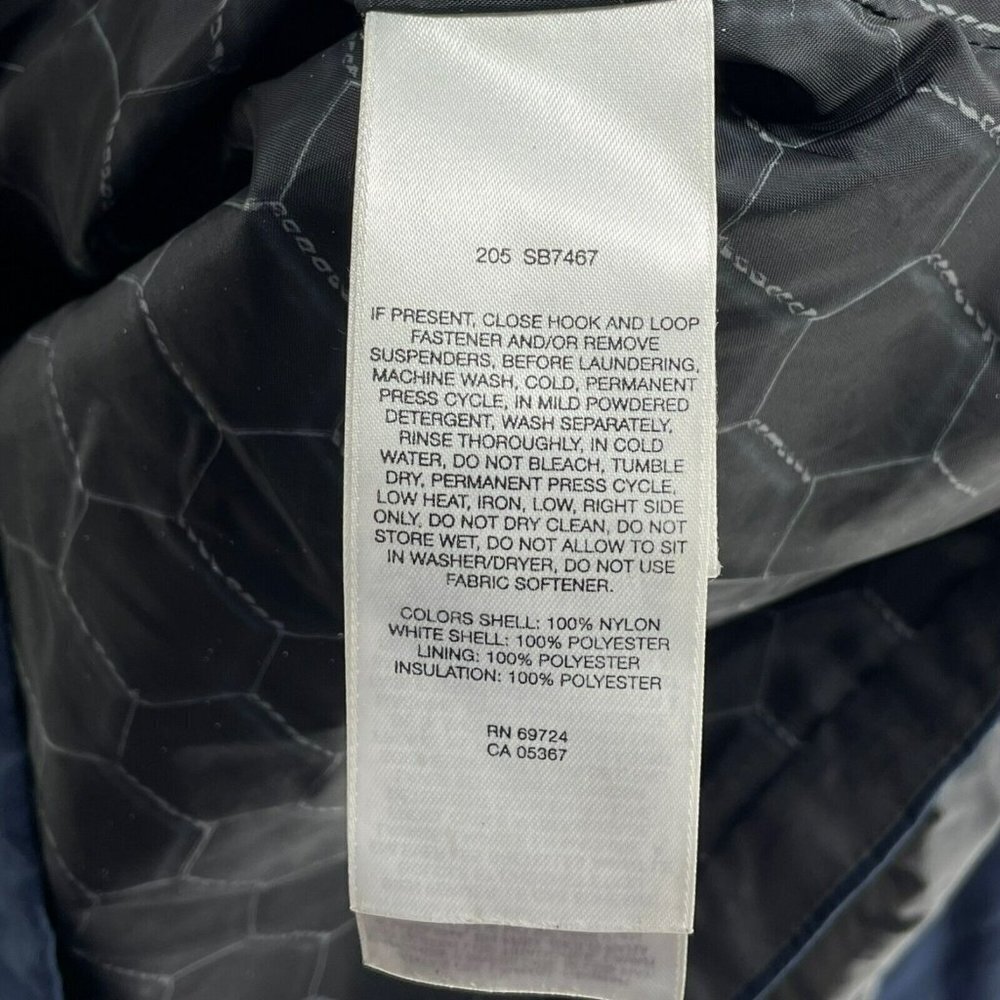 205 SB7467
IF PRESENT, CLOSE HOOK AND LOOP
FASTENER AND/OR REMOVE
SUSPENDERS, BEFORE LAUNDERING,
MACHINE WASH, COLD, PERMANENT
PRESS CYCLE, IN MILD POWDERED
DETERGENT, WASH SEPARATELY,
RINSE THOROUGHLY, IN COLD
WATER, DO NOT BLEACH, TUMBLE
DRY, PERMANENT PRESS CYCLE,
LOW HEAT, IRON, LOW, RIGHT SIDE
ONLY, DO NOT DRY CLEAN, DO NOT
STORE WET, DO NOT ALLOW TO SIT
IN WASHER/DRYER, DO NOT USE
FABRIC SOFTENER.
COLORS SHELL: 100% NYLON
WHITE SHELL: 100% POLYESTER
LINING: 100% POLYESTER
INSULATION: 100% POLYESTER
RN 69724
CA 05367